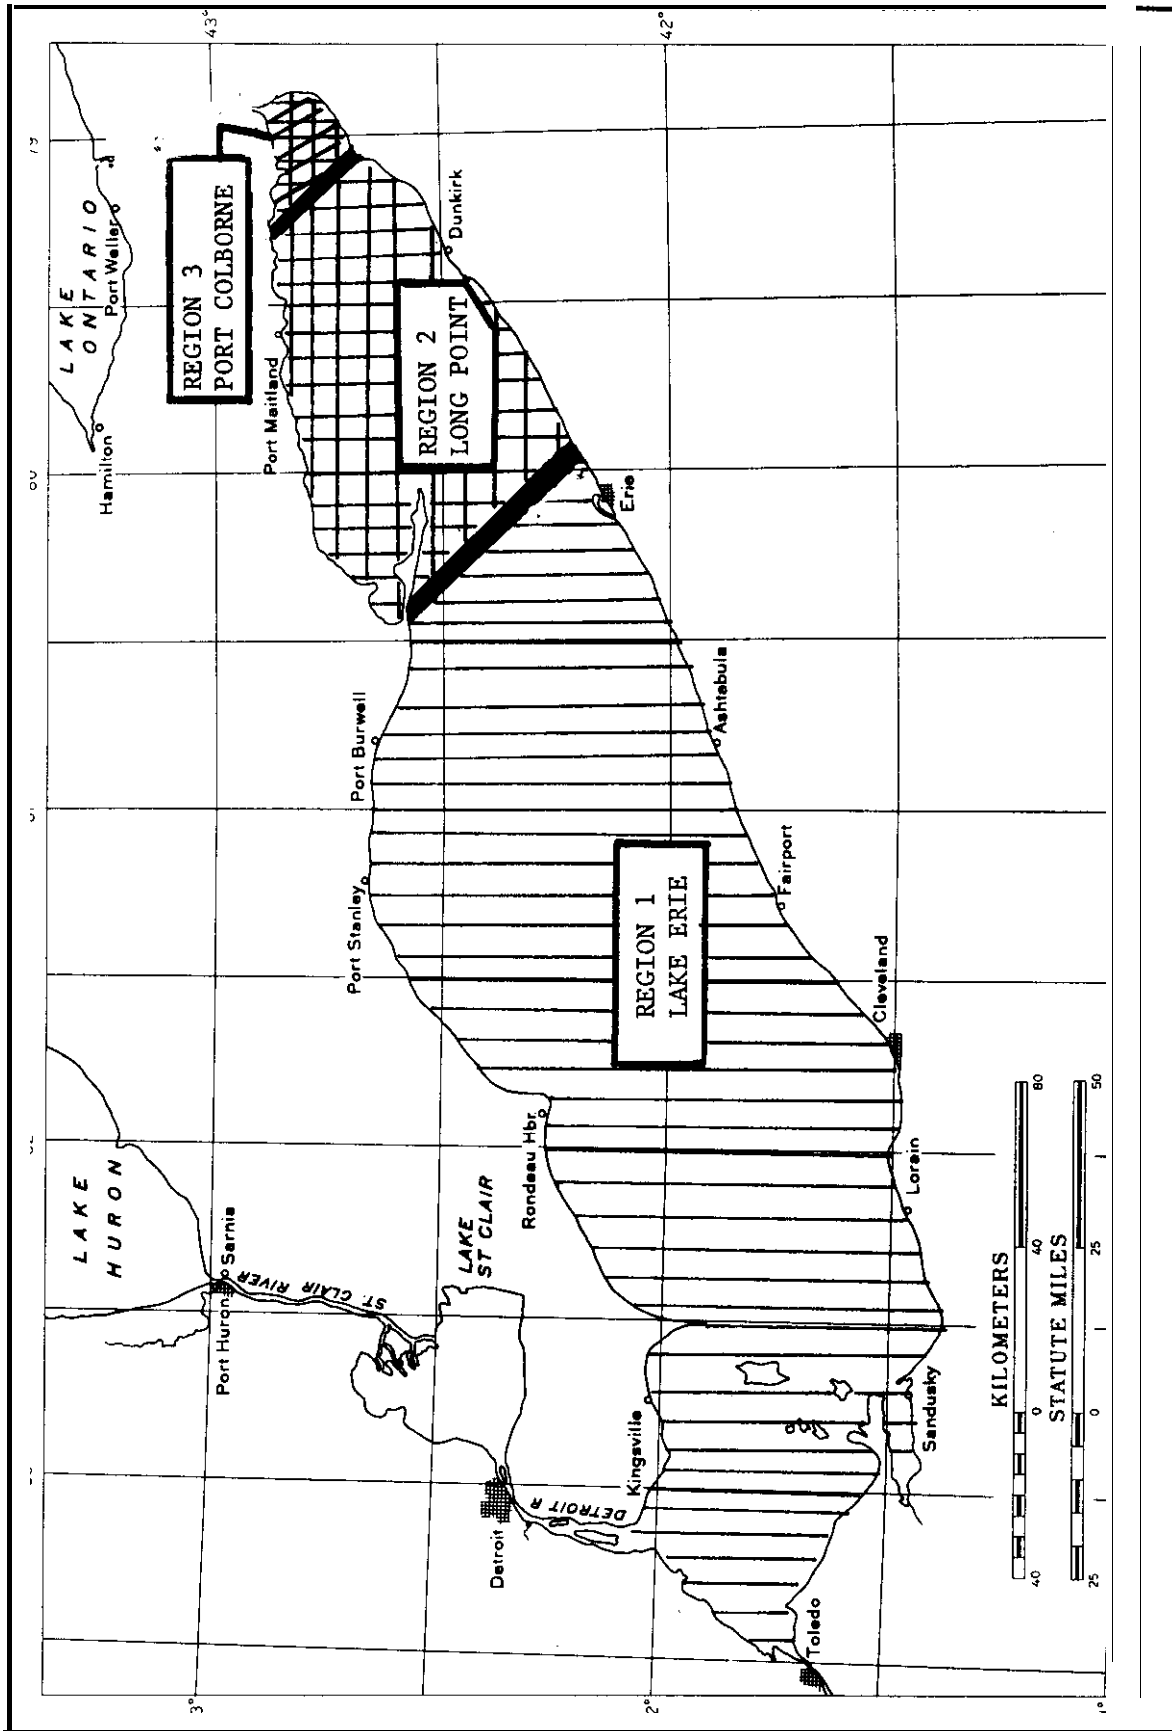 LAKE
ONTARIO
Hamilton
Port Weller
REGION 3
PORT COLBORNE
Port Maitland
REGION 2
LONG POINT
Dunkirk
Erie
Port Burwell
Ashtabula
Port Stanley
REGION 1
LAKE ERIE
Fairport
Cleveland
LAKE
HURON
Sarnia
Port Huron
ST. CLAIR RIVER
LAKE
ST CLAIR
Rondeau Hbr.
Lorain
Kingsville
Sandusky
Detroit
DETROIT R
Toledo
KILOMETERS
40 0 40 80
STATUTE MILES
25 0 25 50
43°
42°
79
80